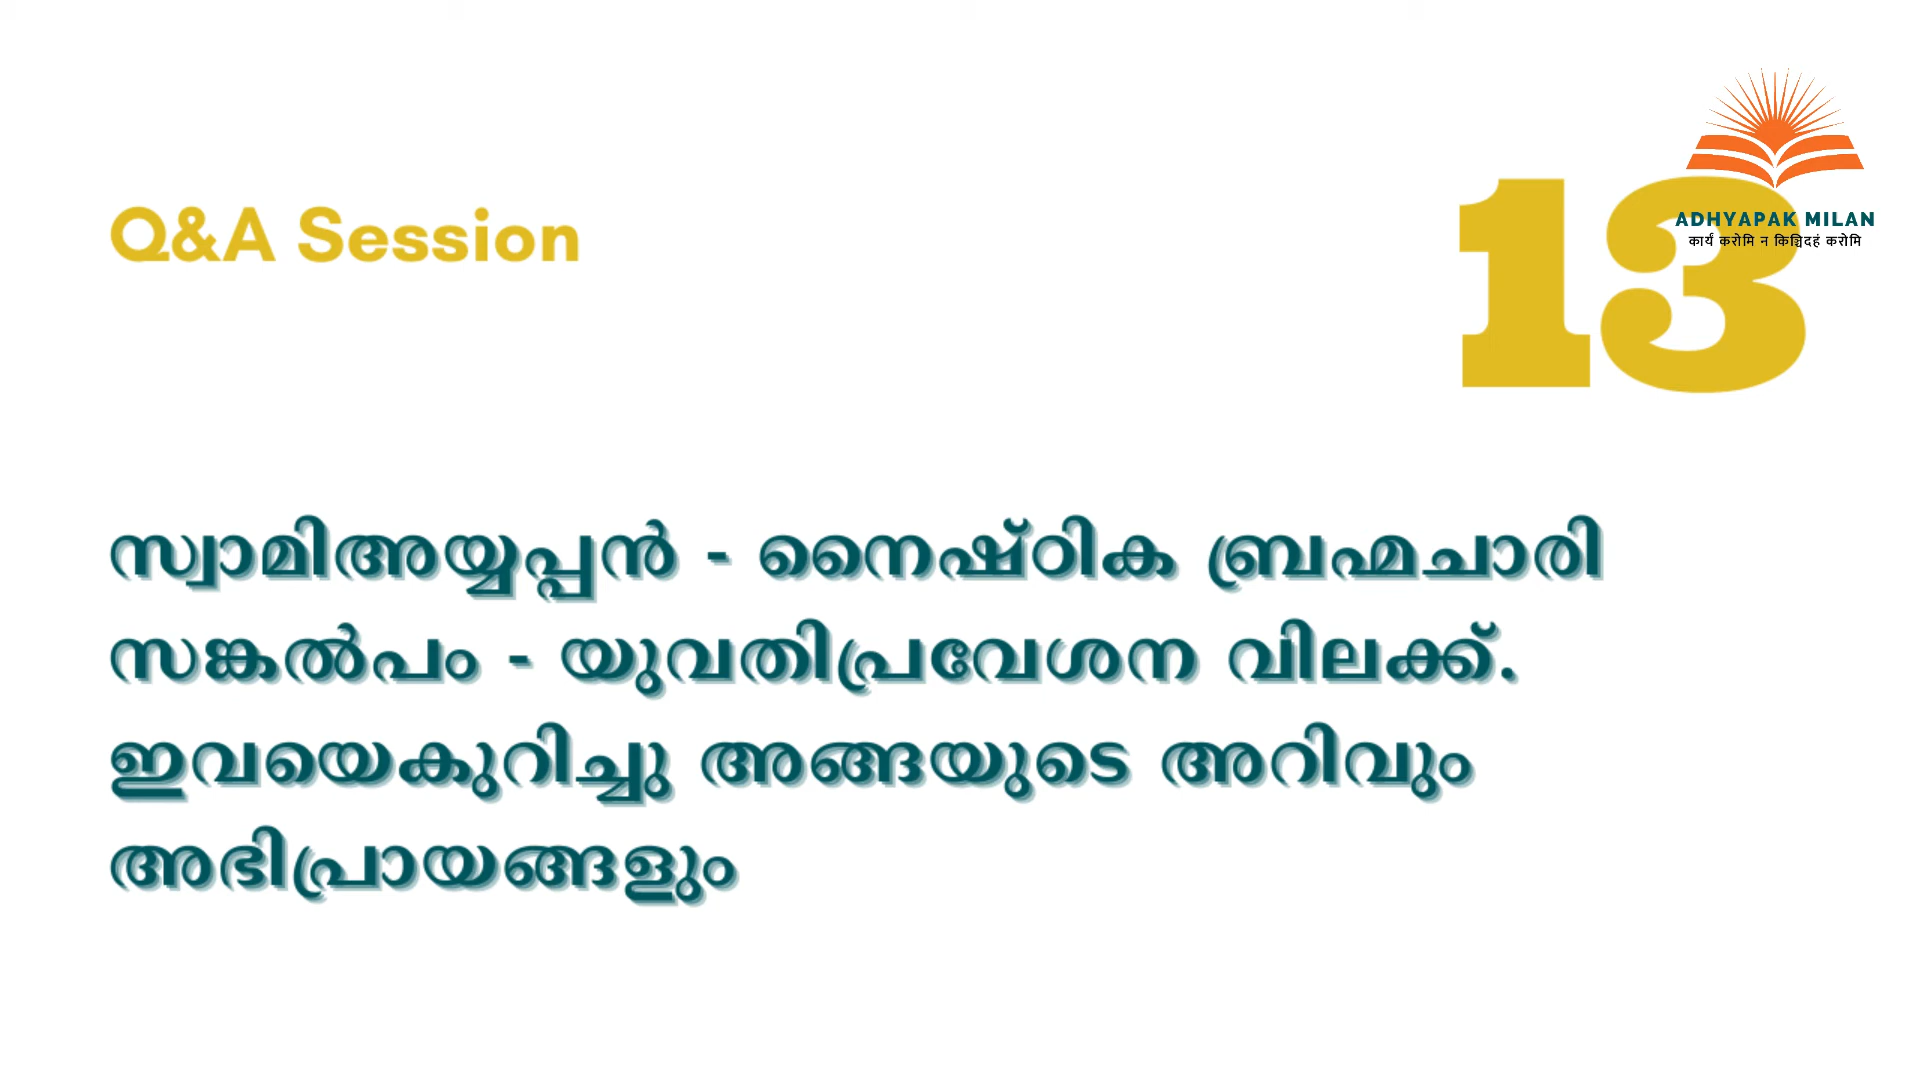 Q&A Session
13
ADHYAPAK MILAN
कार्यं करोमि न किञ्चिदहं करोमि
സ്വാമിഅയ്യപ്പൻ - നൈഷ്ഠിക ബ്രഹ്മചാരി
സങ്കൽപം - യുവതിപ്രവേശന വിലക്ക്.
ഇവയെകുറിച്ചു അങ്ങയുടെ അറിവും
അഭിപ്രായങ്ങളും